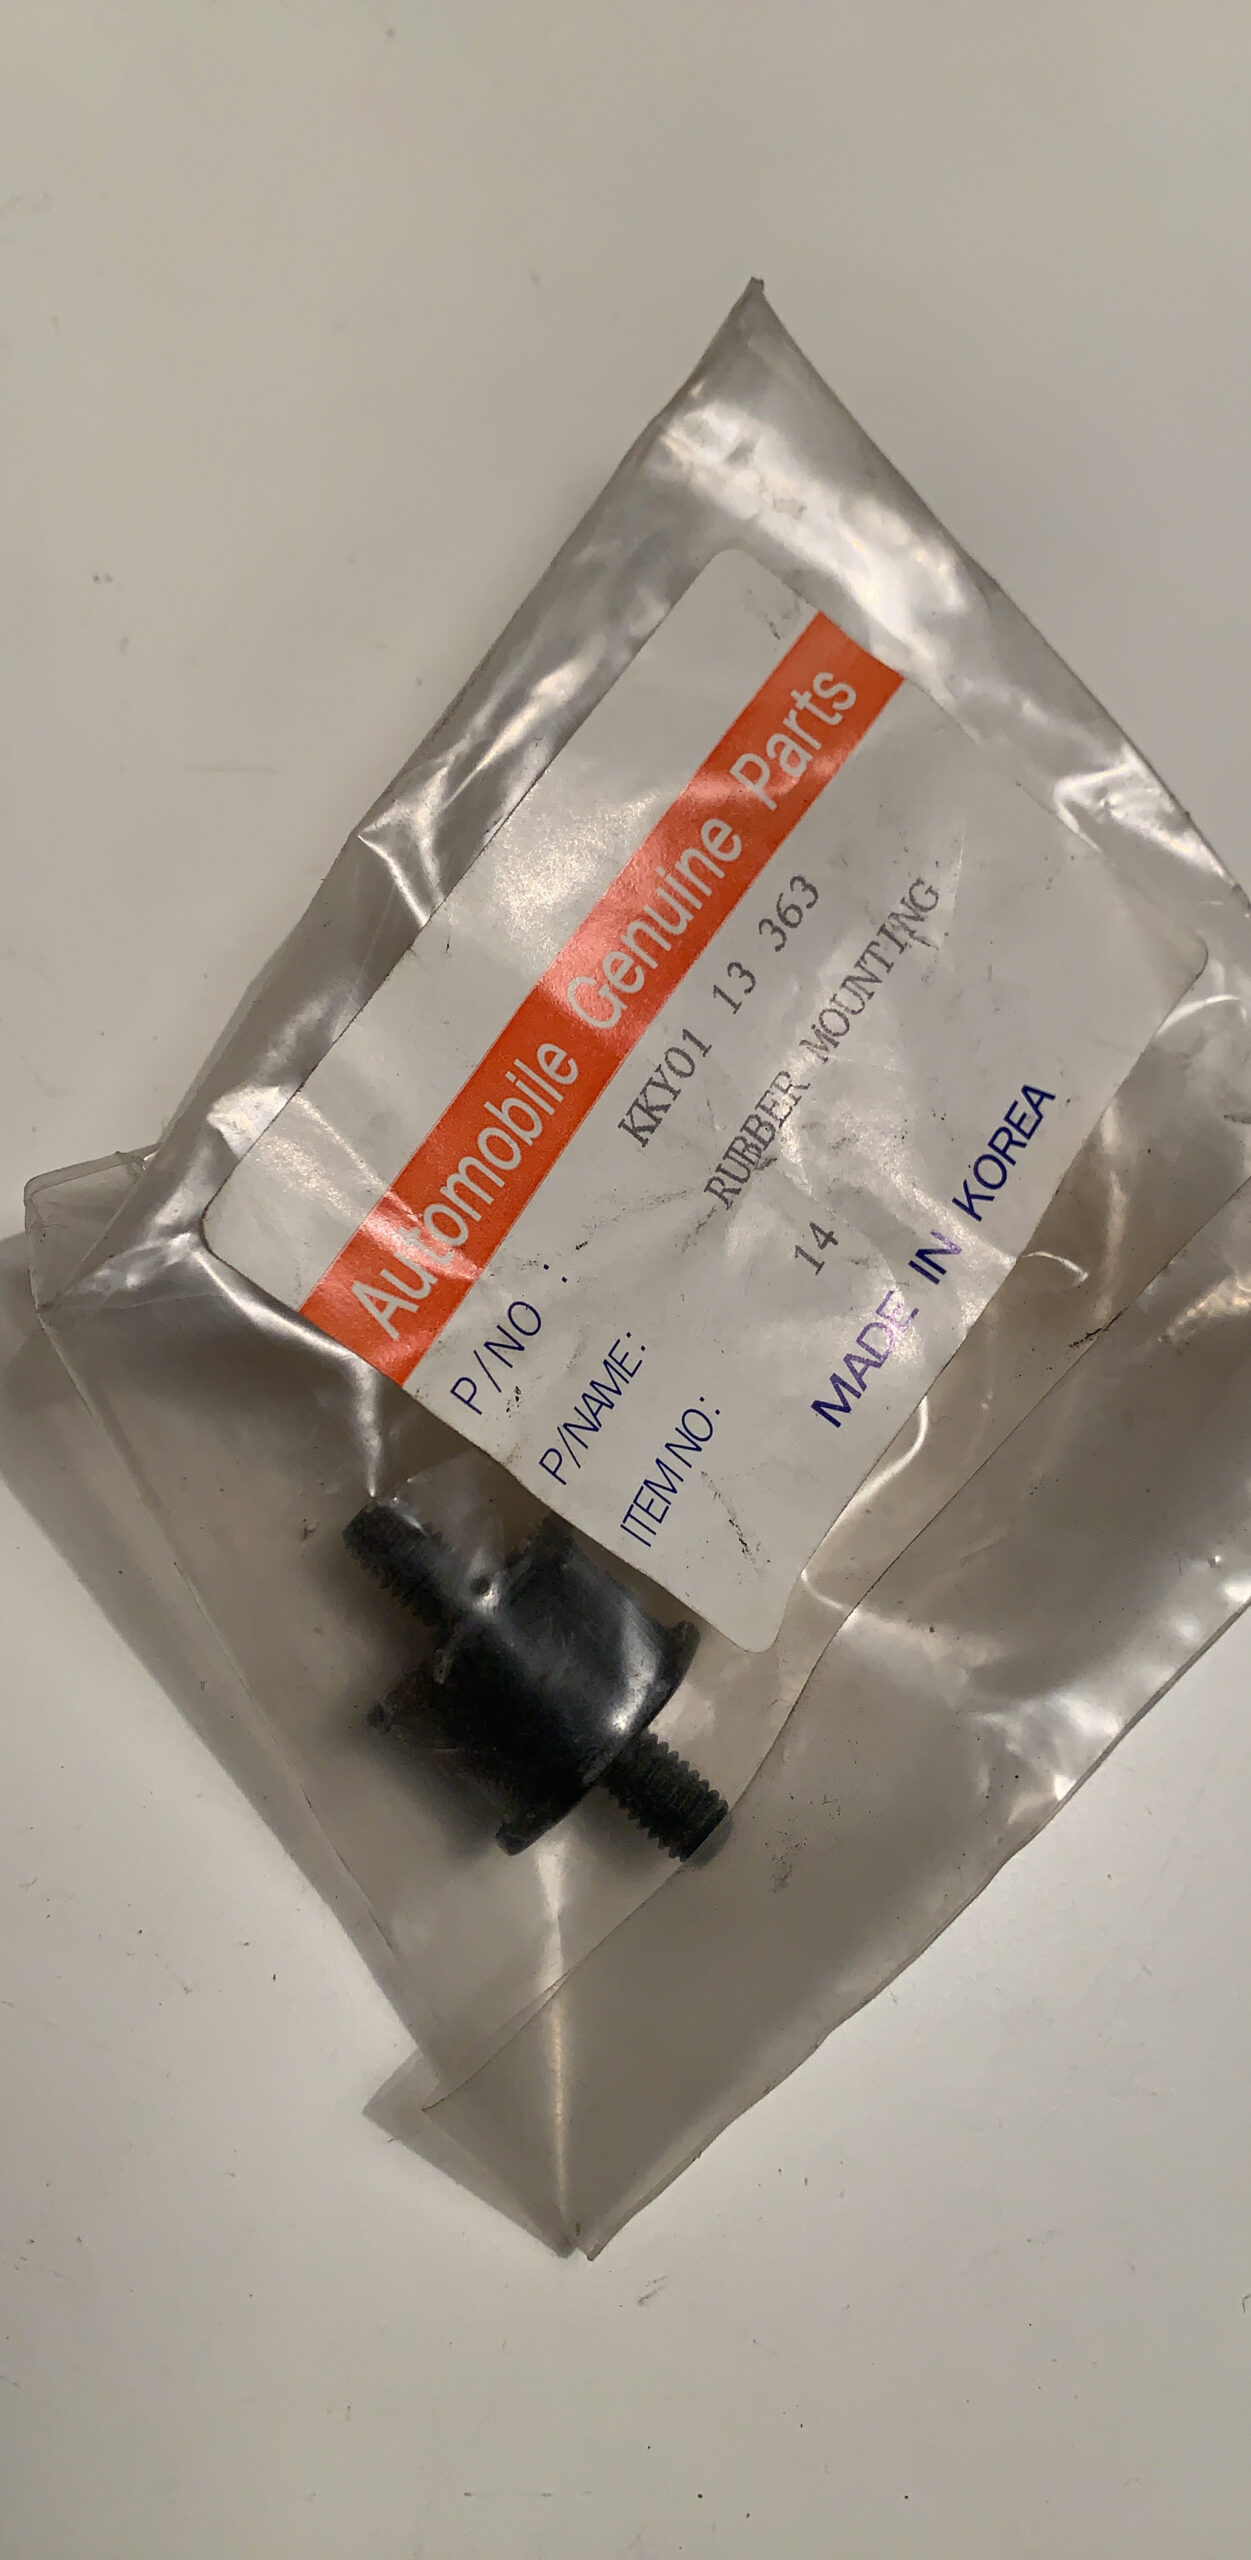 Automobile Genuine Parts
P/NO : KKY01 13 363
P/NAME: RUBBER MOUNTING
ITEM NO: 14
MADE IN KOREA